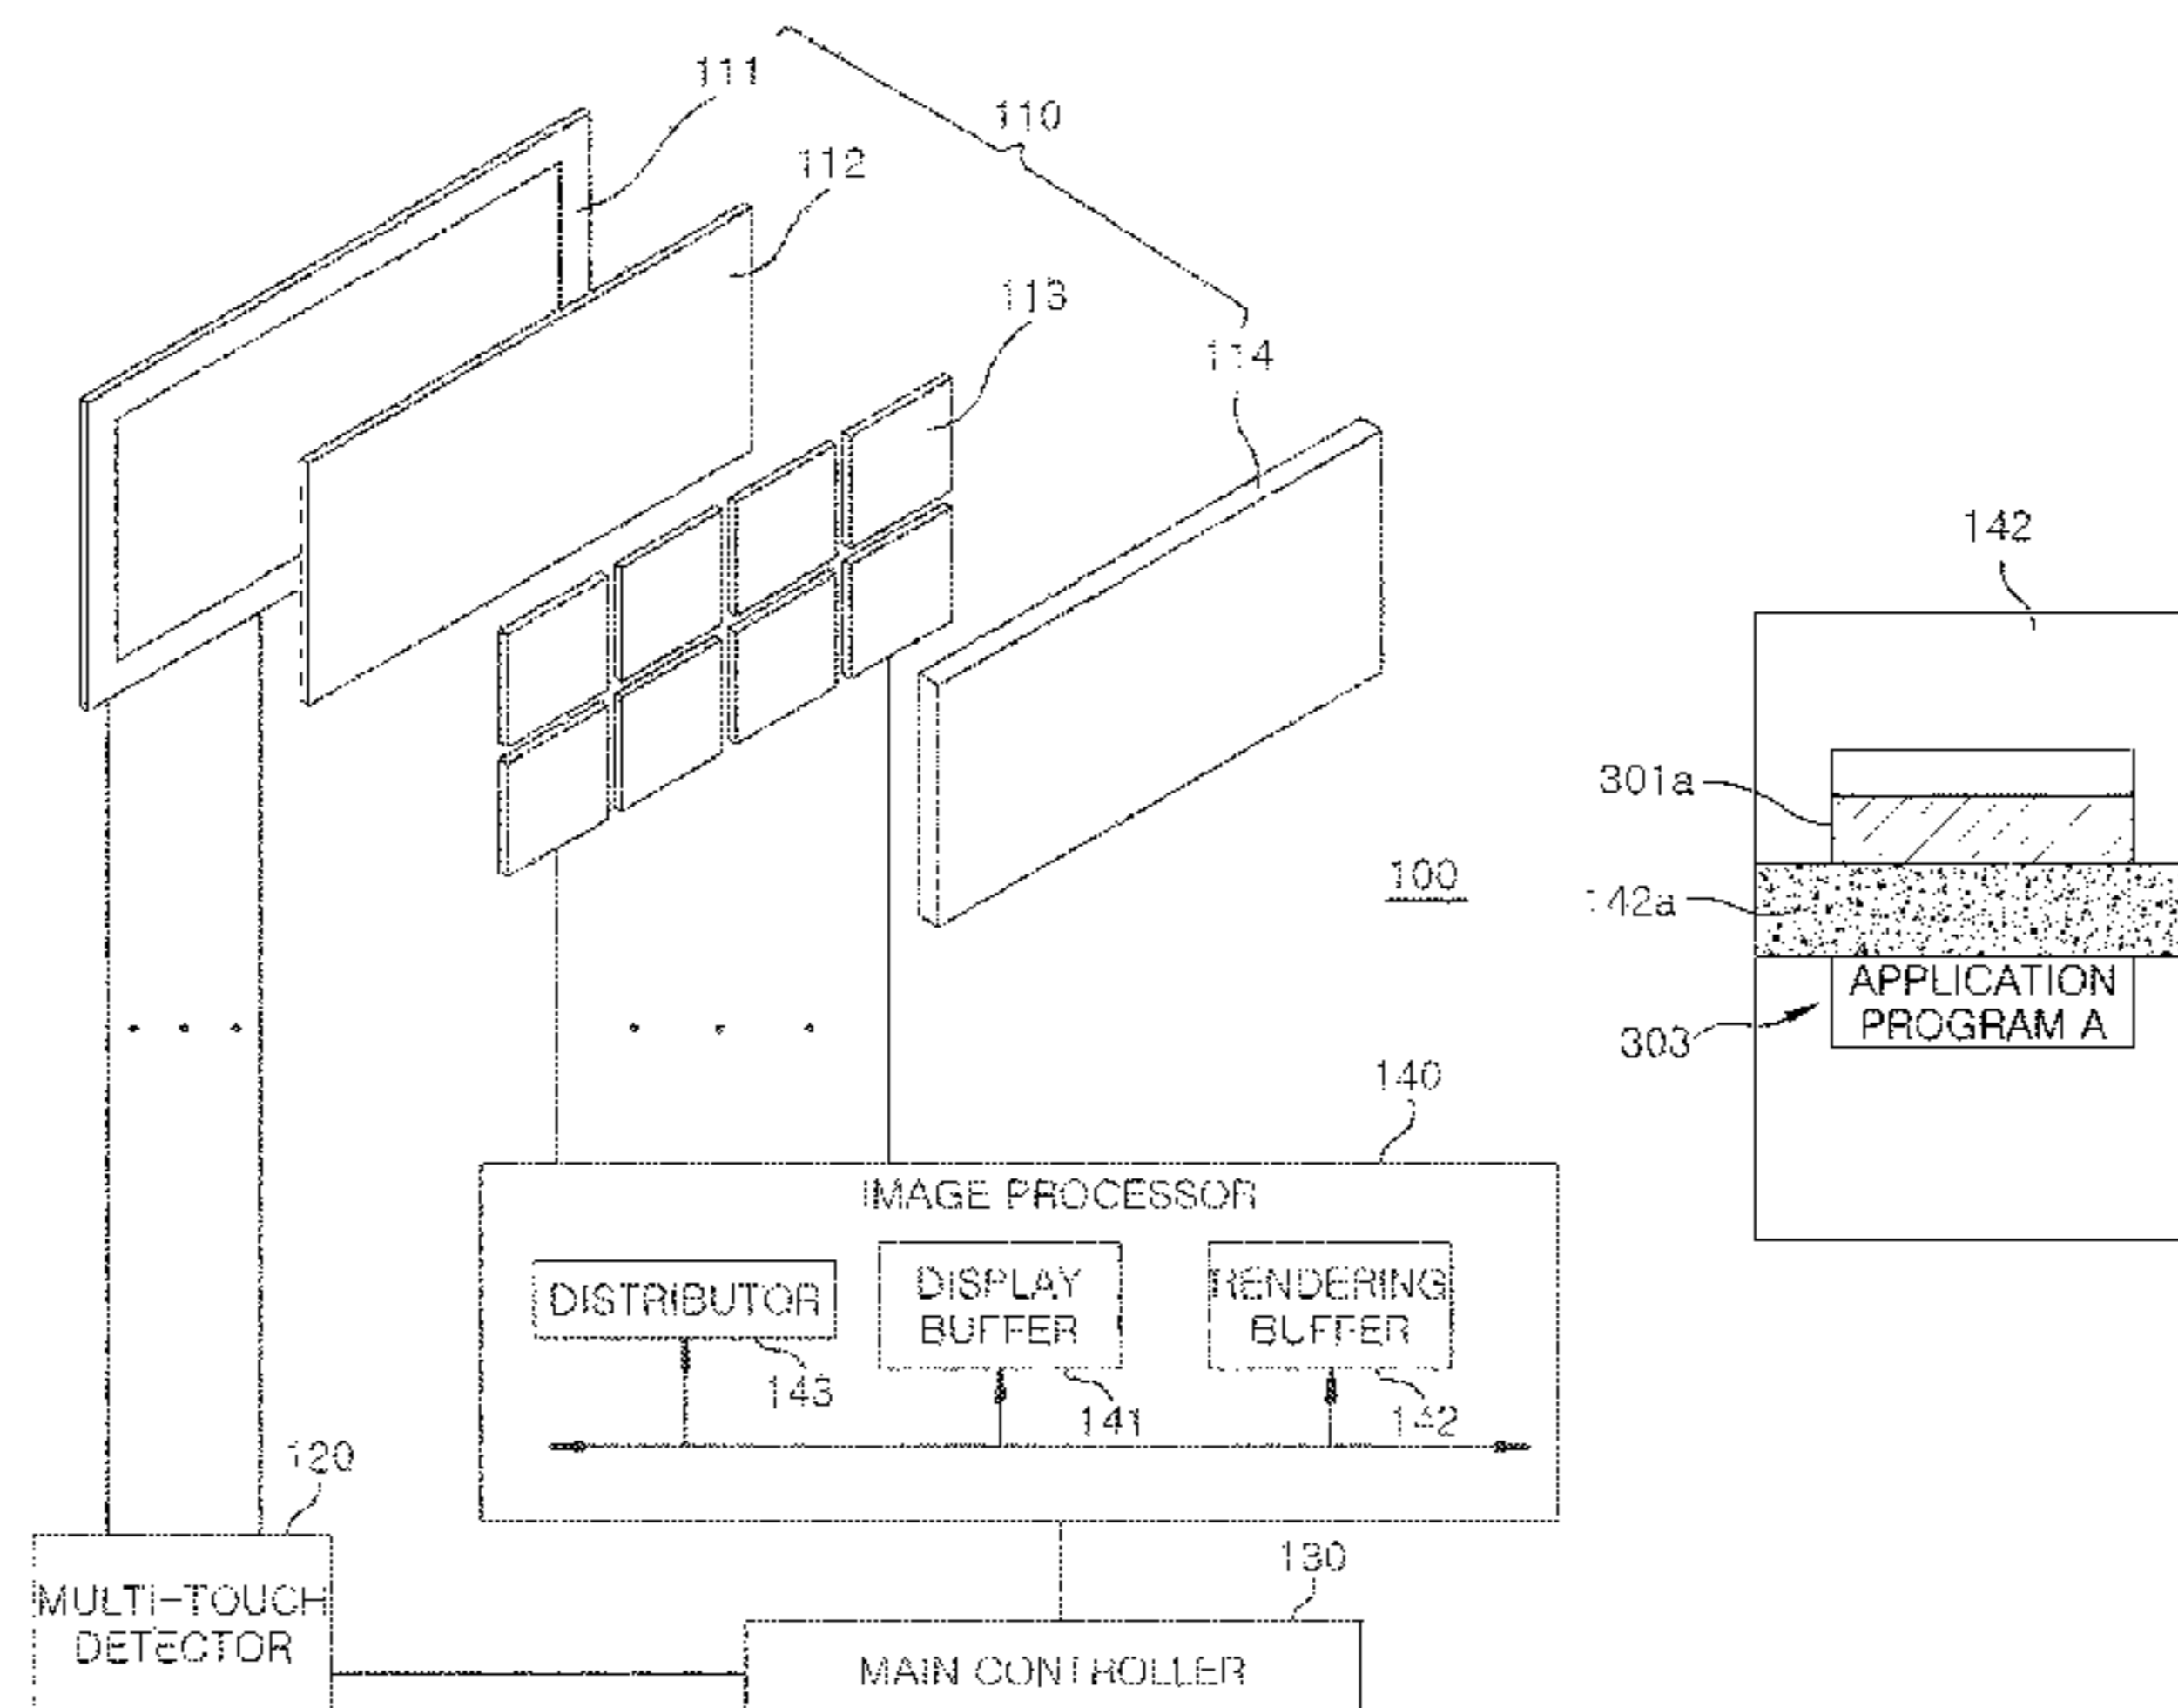 111
110
112
113
114
142
301a
100
142a
APPLICATION
PROGRAM A
303
140
IMAGE PROCESSOR
DISTRIBUTOR
DISPLAY
BUFFER
RENDERING
BUFFER
143
141
142
120
130
MULTI-TOUCH
DETECTOR
MAIN CONTROLLER